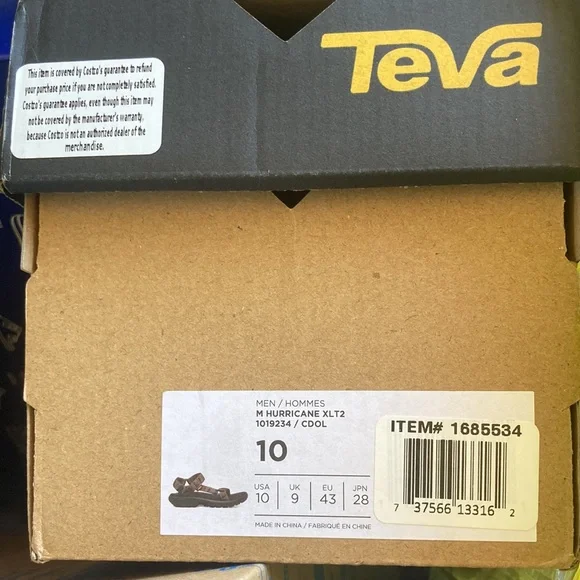 Teva
This item is covered by Costco's guarantee to refund
your purchase price if you are not completely satisfied.
Costco's guarantee applies, even though this item may
not be covered by the manufacturer's warranty,
because Costco is not an authorized dealer of the
merchandise.
MEN / HOMMES
M HURRICANE XLT2
1019234 / CDOL
10
USA UK EU JPN
10 9 43 28
MADE IN CHINA / FABRIQUÉ EN CHINE
ITEM# 1685534
7 37566 13316 2